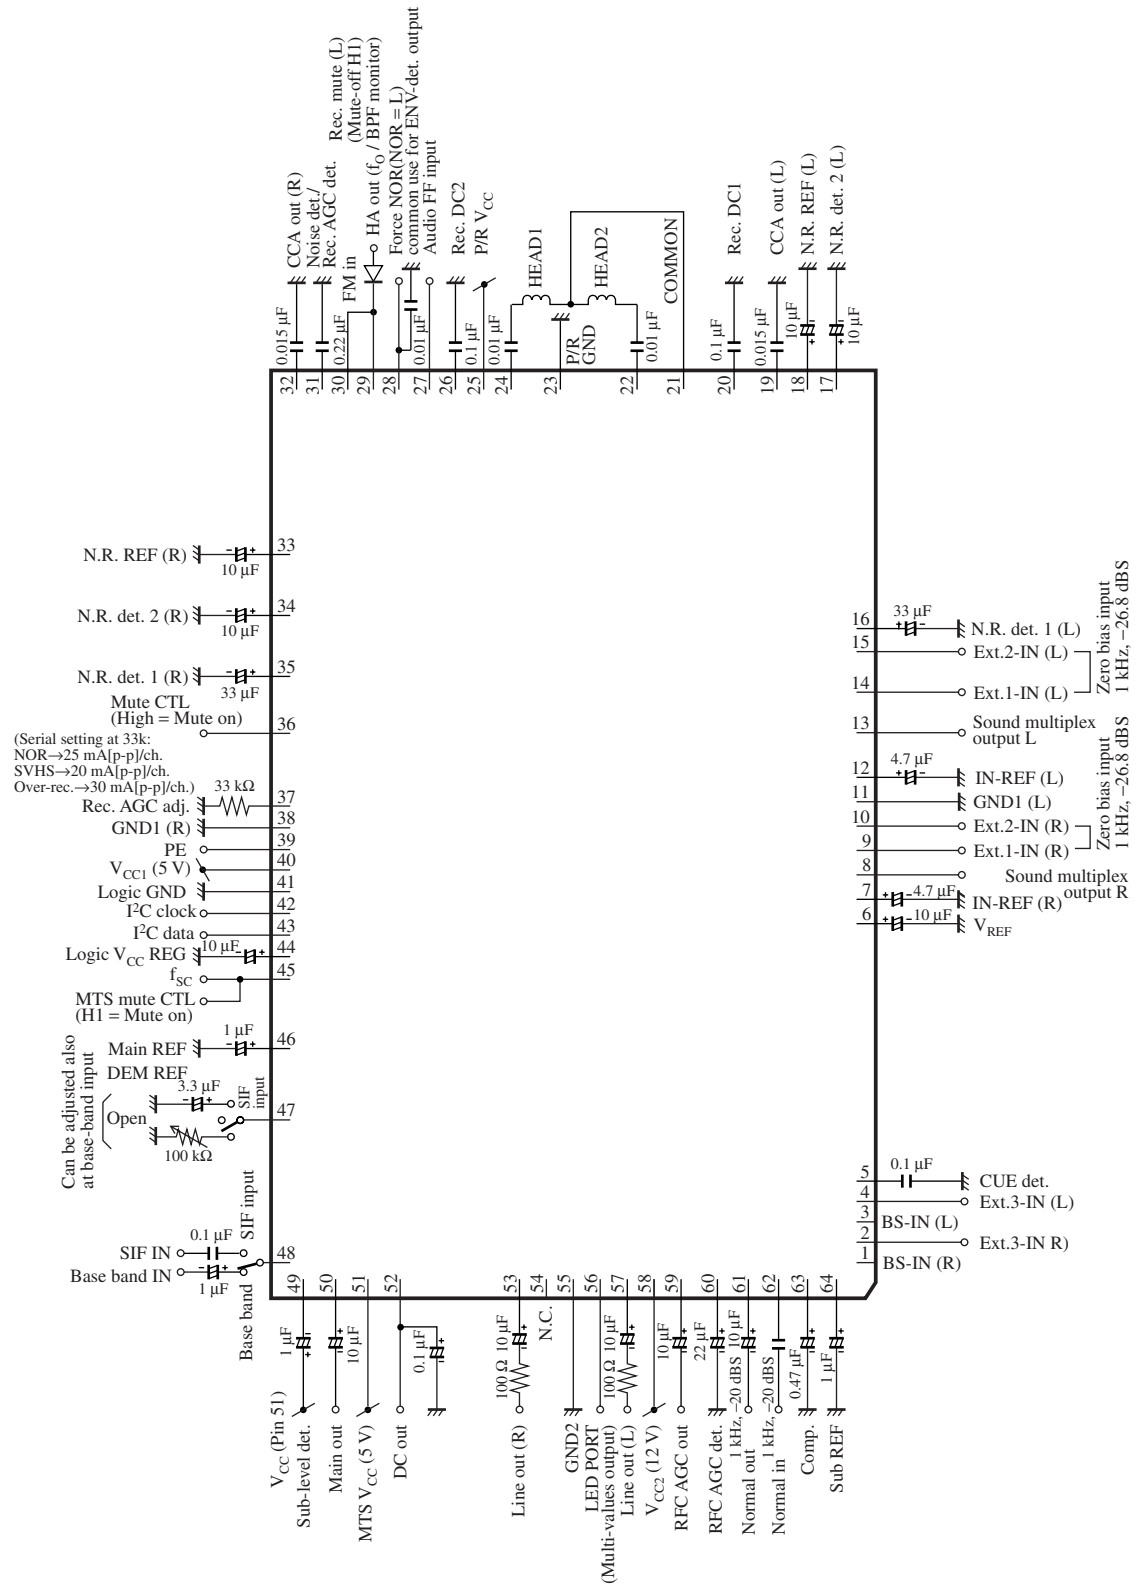 CCA out (R)
Noise det./
Rec. AGC det.
FM in
Rec. mute (L)
(Mute-off H1)
HA out (fO / BPF monitor)
Force NOR(NOR = L)
common use for ENV-det. output
Audio FF input
Rec. DC2
P/R VCC
HEAD1
HEAD2
P/R
GND
COMMON
Rec. DC1
CCA out (L)
N.R. REF (L)
N.R. det. 2 (L)
0.015 µF
0.22 µF
0.01 µF
0.1 µF
0.01 µF
0.01 µF
0.1 µF
0.015 µF
10 µF
10 µF
32
31
30
29
28
27
26
25
24
23
22
21
20
19
18
17
N.R. REF (R)
10 µF
33
N.R. det. 2 (R)
10 µF
34
N.R. det. 1 (R)
33 µF
35
Mute CTL
(High = Mute on)
36
(Serial setting at 33k:
NOR→25 mA[p-p]/ch.
SVHS→20 mA[p-p]/ch.
Over-rec.→30 mA[p-p]/ch.)
Rec. AGC adj.
33 kΩ
37
GND1 (R)
38
PE
39
VCC1 (5 V)
40
Logic GND
41
I²C clock
42
I²C data
43
Logic VCC REG
10 µF
44
fSC
45
MTS mute CTL
(H1 = Mute on)
Main REF
1 µF
46
DEM REF
3.3 µF
SIF
input
Can be adjusted also
at base-band input
Open
100 kΩ
47
SIF IN
0.1 µF
SIF input
48
Base band IN
1 µF
Base band
16
33 µF
N.R. det. 1 (L)
15
Ext.2-IN (L)
14
Ext.1-IN (L)
Zero bias input
1 kHz, −26.8 dBS
13
Sound multiplex
output L
12
4.7 µF
IN-REF (L)
11
GND1 (L)
10
Ext.2-IN (R)
9
Ext.1-IN (R)
Zero bias input
1 kHz, −26.8 dBS
8
Sound multiplex
output R
7
4.7 µF
IN-REF (R)
6
10 µF
VREF
5
0.1 µF
CUE det.
4
Ext.3-IN (L)
3
BS-IN (L)
2
Ext.3-IN R)
1
BS-IN (R)
49
50
51
52
53
54
55
56
57
58
59
60
61
62
63
64
1 µF
10 µF
0.1 µF
10 µF
100 Ω
N.C.
10 µF
100 Ω
10 µF
22 µF
10 µF
1 kHz, −20 dBS
1 kHz, −20 dBS
0.47 µF
1 µF
VCC (Pin 51)
Sub-level det.
Main out
MTS VCC (5 V)
DC out
Line out (R)
GND2
LED PORT
(Multi-values output)
Line out (L)
VCC2 (12 V)
RFC AGC out
RFC AGC det.
Normal out
Normal in
Comp.
Sub REF